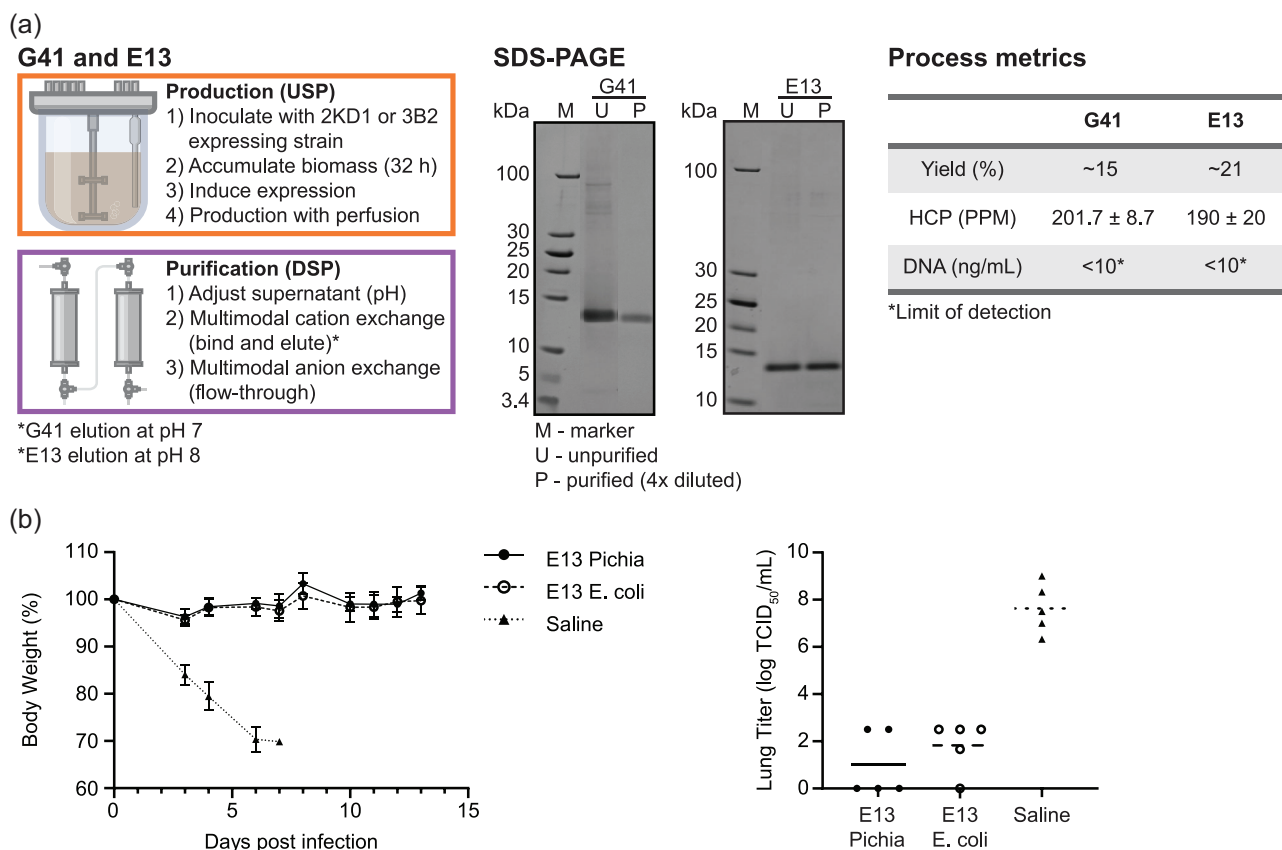 (a)
G41 and E13
Production (USP)
1) Inoculate with 2KD1 or 3B2
expressing strain
2) Accumulate biomass (32 h)
3) Induce expression
4) Production with perfusion
Purification (DSP)
1) Adjust supernatant (pH)
2) Multimodal cation exchange
(bind and elute)*
3) Multimodal anion exchange
(flow-through)
*G41 elution at pH 7
*E13 elution at pH 8
SDS-PAGE
G41
kDa M U P
100
30
25
20
15
10
5
3.4
E13
kDa M U P
100
30
25
20
15
10
M - marker
U - unpurified
P - purified (4x diluted)
Process metrics
G41 E13
Yield (%) ~15 ~21
HCP (PPM) 201.7 ± 8.7 190 ± 20
DNA (ng/mL) <10* <10*
*Limit of detection
(b)
Body Weight (%)
110
100
90
80
70
60
0 5 10 15
Days post infection
E13 Pichia
E13 E. coli
Saline
Lung Titer (log TCID50/mL)
10
8
6
4
2
0
E13
Pichia
E13
E. coli
Saline